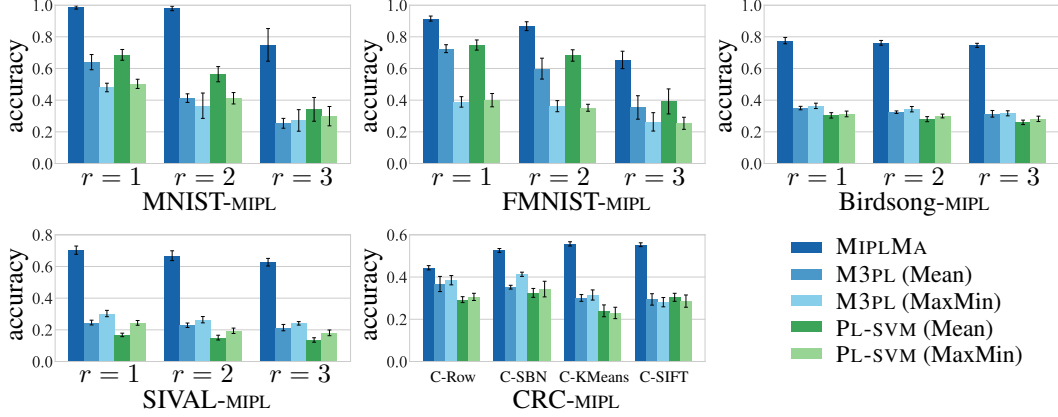 1.0
0.8
0.6
0.4
0.2
0.0
accuracy
r = 1
r = 2
r = 3
MNIST-MIPL
1.0
0.8
0.6
0.4
0.2
0.0
accuracy
r = 1
r = 2
r = 3
FMNIST-MIPL
1.0
0.8
0.6
0.4
0.2
0.0
accuracy
r = 1
r = 2
r = 3
Birdsong-MIPL
0.8
0.6
0.4
0.2
0.0
accuracy
r = 1
r = 2
r = 3
SIVAL-MIPL
0.8
0.6
0.4
0.2
0.0
accuracy
C-Row
C-SBN
C-KMeans
C-SIFT
CRC-MIPL
MIPLMA
M3PL (Mean)
M3PL (MaxMin)
PL-SVM (Mean)
PL-SVM (MaxMin)